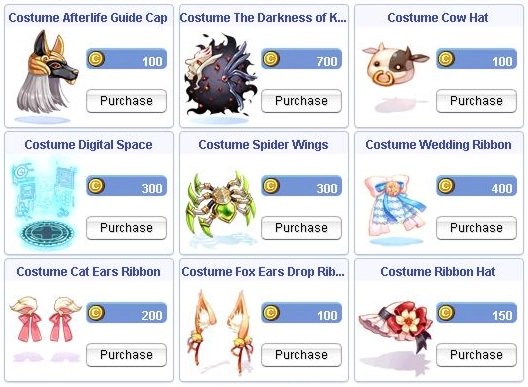 Costume Afterlife Guide Cap
100
Purchase
Costume The Darkness of K...
700
Purchase
Costume Cow Hat
100
Purchase
Costume Digital Space
300
Purchase
Costume Spider Wings
300
Purchase
Costume Wedding Ribbon
400
Purchase
Costume Cat Ears Ribbon
200
Purchase
Costume Fox Ears Drop Rib...
100
Purchase
Costume Ribbon Hat
150
Purchase